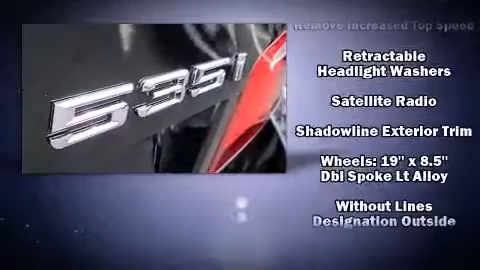 Remove Increased Top Speed
535i
Retractable
Headlight Washers
Satellite Radio
Shadowline Exterior Trim
Wheels: 19" x 8.5"
Dbl Spoke Lt Alloy
Without Lines
Designation Outside